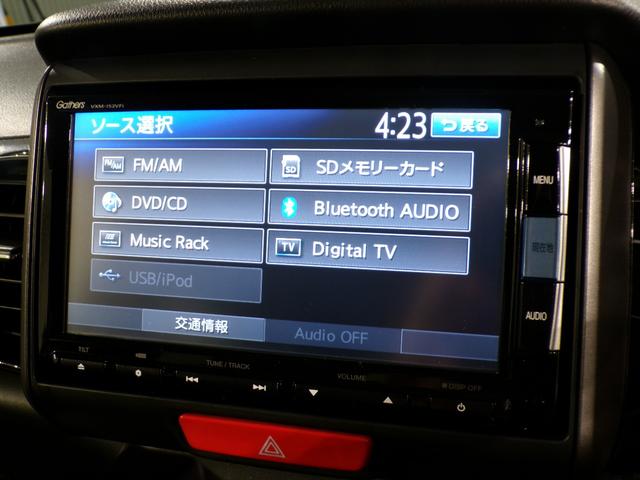 Gathers VXM-152VFi
ソース選択 4:23 戻る
FM/AM SDメモリーカード
DVD/CD Bluetooth AUDIO
Music Rack TV Digital TV
USB/iPod
交通情報 Audio OFF
MENU
現在地
AUDIO
TILT TUNE / TRACK VOLUME DISP OFF